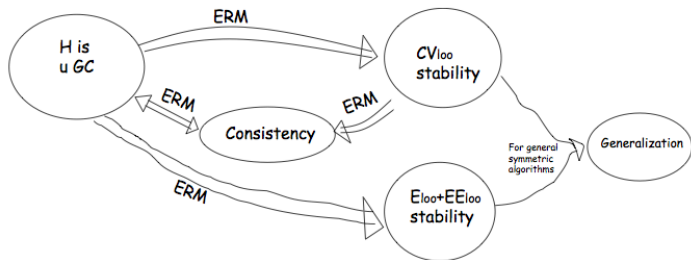 ERM
H is
u GC
CVloo
stability
ERM
ERM
Consistency
For general
symmetric
algorithms
Generalization
ERM
Eloo+EEloo
stability